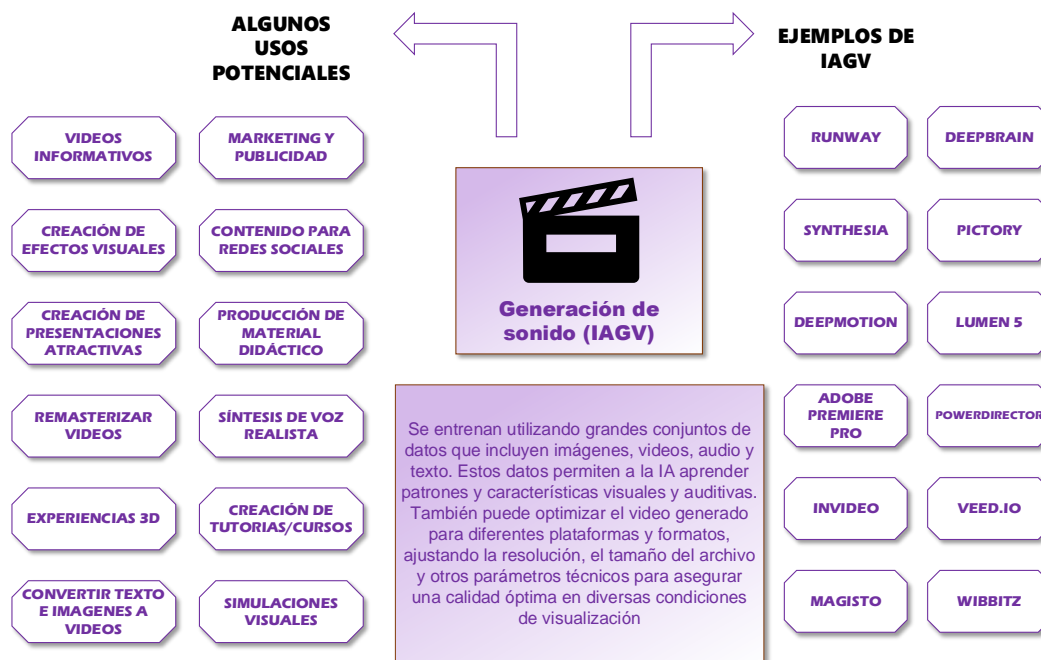 ALGUNOS
USOS
POTENCIALES
EJEMPLOS DE
IAGV
VIDEOS
INFORMATIVOS
MARKETING Y
PUBLICIDAD
CREACIÓN DE
EFECTOS VISUALES
CONTENIDO PARA
REDES SOCIALES
CREACIÓN DE
PRESENTACIONES
ATRACTIVAS
PRODUCCIÓN DE
MATERIAL
DIDÁCTICO
REMASTERIZAR
VIDEOS
SÍNTESIS DE VOZ
REALISTA
EXPERIENCIAS 3D
CREACIÓN DE
TUTORIAS/CURSOS
CONVERTIR TEXTO
E IMAGENES A
VIDEOS
SIMULACIONES
VISUALES
Generación de
sonido (IAGV)
Se entrenan utilizando grandes conjuntos de
datos que incluyen imágenes, videos, audio y
texto. Estos datos permiten a la IA aprender
patrones y características visuales y auditivas.
También puede optimizar el video generado
para diferentes plataformas y formatos,
ajustando la resolución, el tamaño del archivo
y otros parámetros técnicos para asegurar
una calidad óptima en diversas condiciones
de visualización
RUNWAY
DEEPBRAIN
SYNTHESIA
PICTORY
DEEPMOTION
LUMEN 5
ADOBE
PREMIERE
PRO
POWERDIRECTOR
INVIDEO
VEED.IO
MAGISTO
WIBBITZ